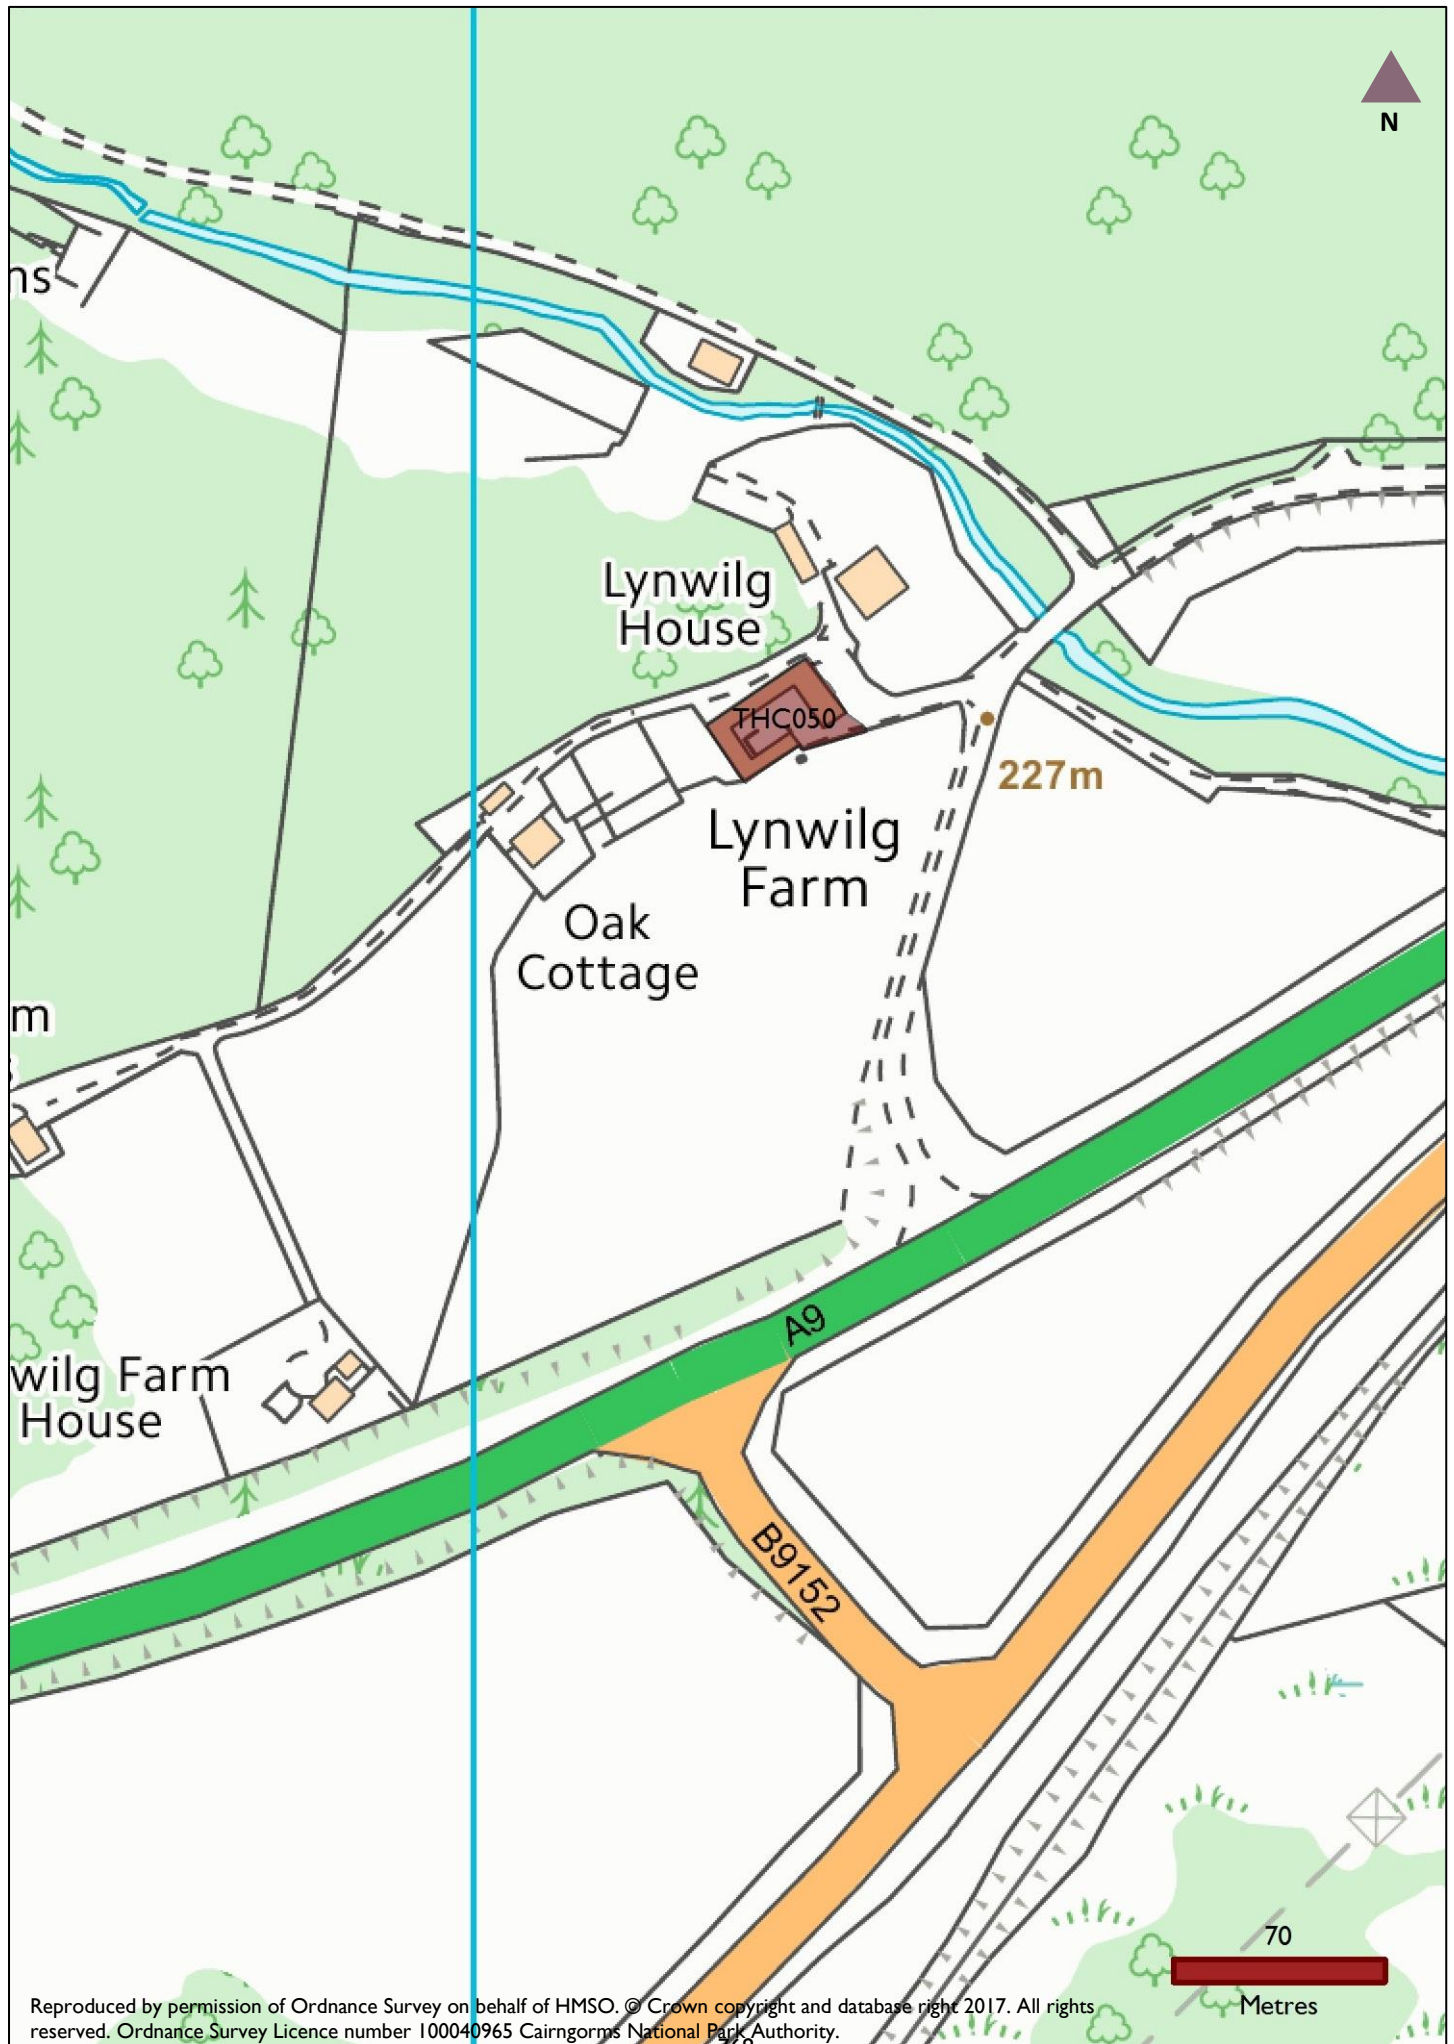 N
ns
Lynwilg
House
THC050
227m
Lynwilg
Farm
Oak
Cottage
m
A9
wilg Farm
House
B9152
70
Metres
Reproduced by permission of Ordnance Survey on behalf of HMSO. © Crown copyright and database right 2017. All rights
reserved. Ordnance Survey Licence number 100040965 Cairngorms National Park Authority.